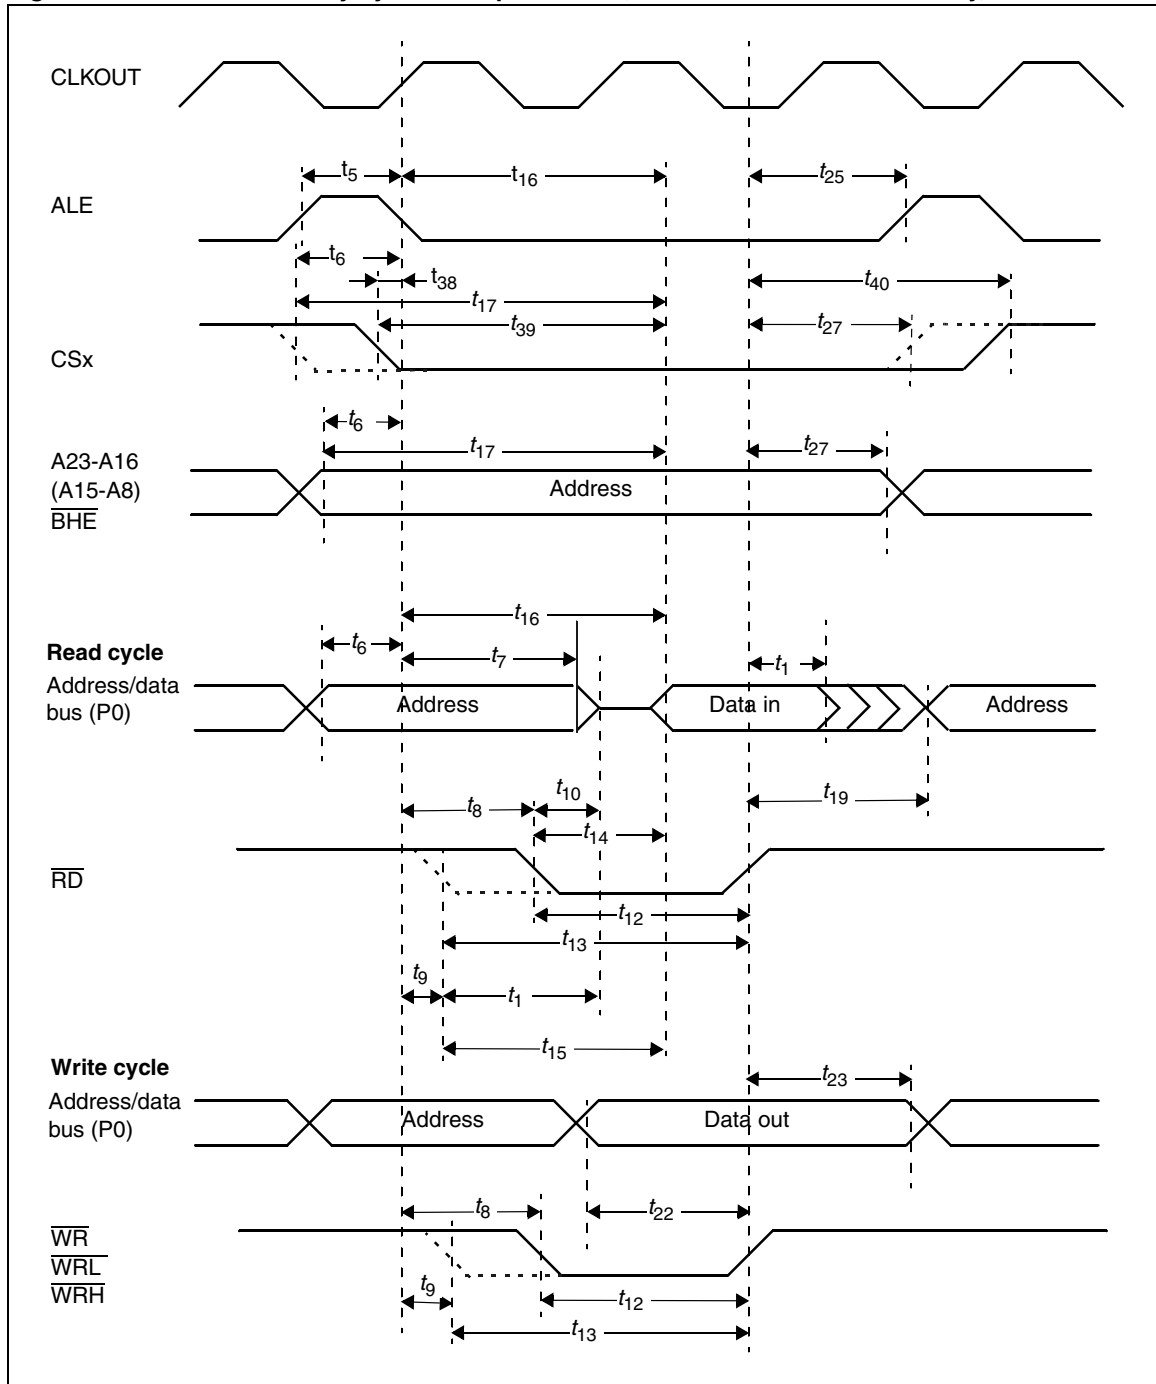 CLKOUT
t5
t16
t25
ALE
t6
t38
t40
t17
t39
t27
CSx
t6
t17
t27
A23-A16
(A15-A8)
BHE
Address
t16
t6
t7
t1
Read cycle
Address/data
bus (P0)
Address
Data in
Address
t10
t8
t19
t14
RD
t12
t13
t9
t1
t15
Write cycle
t23
Address/data
bus (P0)
Address
Data out
t8
t22
WR
WRL
WRH
t9
t12
t13